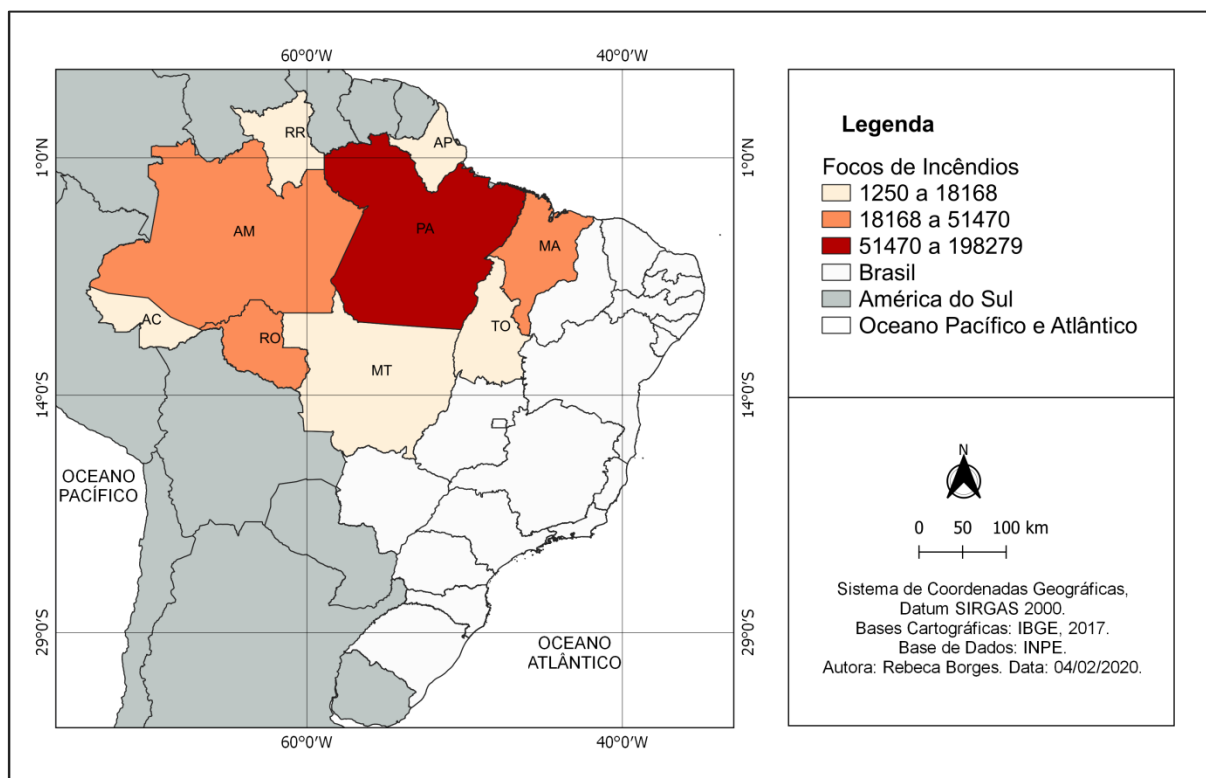 60°0'W
40°0'W
1°0'N
14°0'S
29°0'S
RR
AP
AM
PA
MA
AC
RO
TO
MT
OCEANO
PACÍFICO
OCEANO
ATLÂNTICO
1°0'N
14°0'S
29°0'S
60°0'W
40°0'W
Legenda
Focos de Incêndios
1250 a 18168
18168 a 51470
51470 a 198279
Brasil
América do Sul
Oceano Pacífico e Atlântico
N
0 50 100 km
Sistema de Coordenadas Geográficas,
Datum SIRGAS 2000.
Bases Cartográficas: IBGE, 2017.
Base de Dados: INPE.
Autora: Rebeca Borges. Data: 04/02/2020.